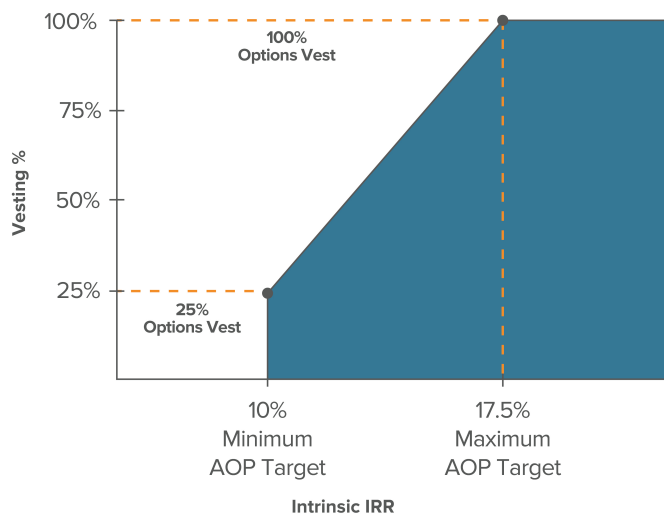 100%
100%
Options Vest
75%
Vesting %
50%
25%
25%
Options Vest
10%
Minimum
AOP Target
17.5%
Maximum
AOP Target
Intrinsic IRR